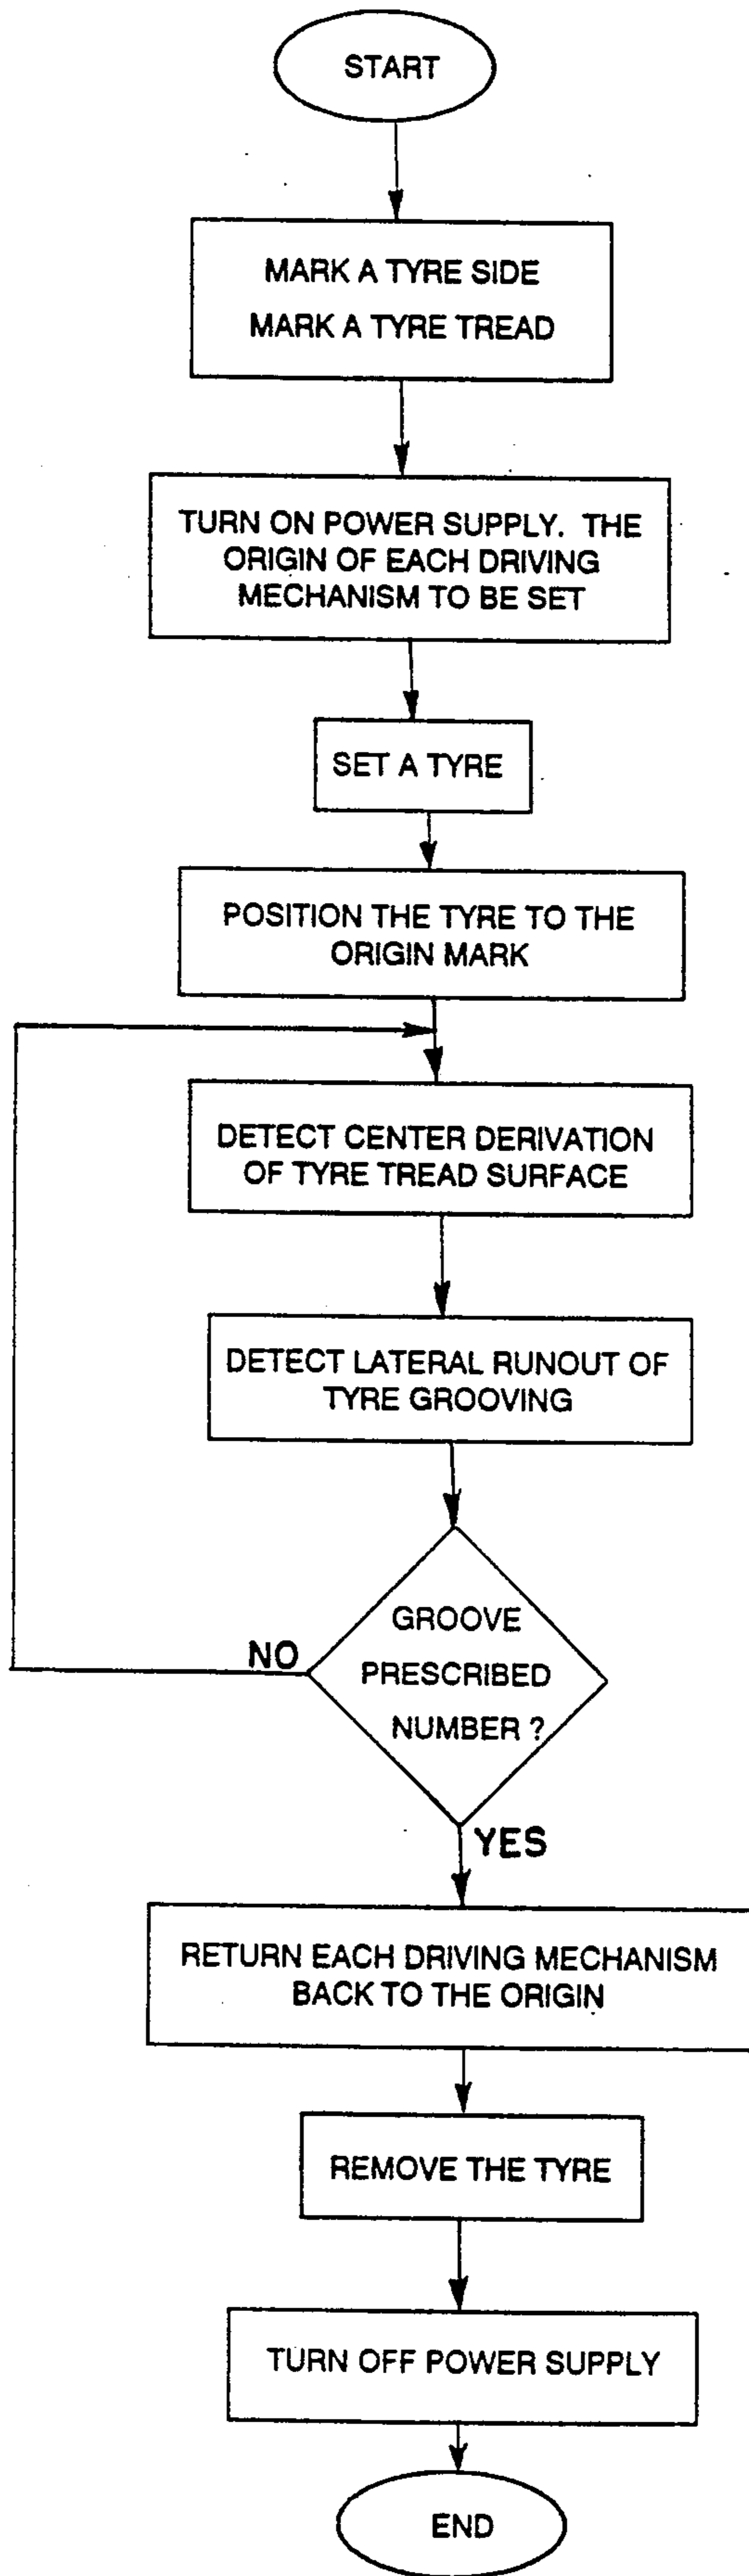 START
MARK A TYRE SIDE
MARK A TYRE TREAD
TURN ON POWER SUPPLY. THE
ORIGIN OF EACH DRIVING
MECHANISM TO BE SET
SET A TYRE
POSITION THE TYRE TO THE
ORIGIN MARK
DETECT CENTER DERIVATION
OF TYRE TREAD SURFACE
DETECT LATERAL RUNOUT OF
TYRE GROOVING
GROOVE
PRESCRIBED
NUMBER ?
NO
YES
RETURN EACH DRIVING MECHANISM
BACK TO THE ORIGIN
REMOVE THE TYRE
TURN OFF POWER SUPPLY
END